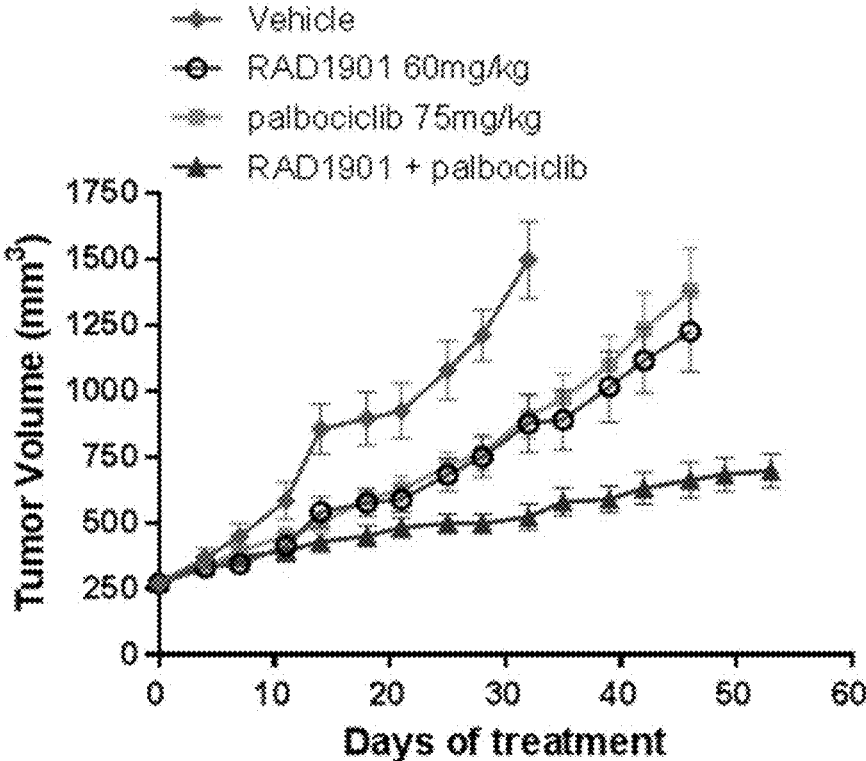 Vehicle
RAD1901 60mg/kg
palbociclib 75mg/kg
RAD1901 + palbociclib
Tumor Volume (mm³)
1750
1500
1250
1000
750
500
250
0
0 10 20 30 40 50 60
Days of treatment